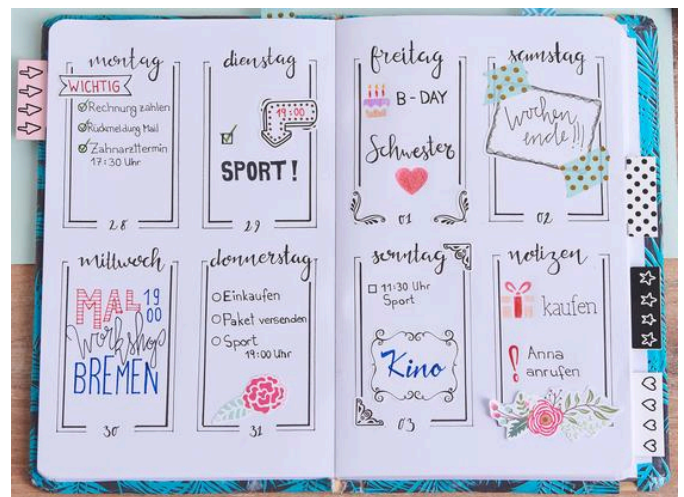 montag
WICHTIG
Rechnung zahlen
Rückmeldung Mail
Zahnarzttermin
17:30 Uhr
28
dienstag
19:00
SPORT!
29
mittwoch
MAL 19
00
Workshop
BREMEN
30
donnerstag
Einkaufen
Paket versenden
Sport
19:00 Uhr
31
freitag
B-DAY
Schwester
01
samstag
Wochen
ende!!!
02
sonntag
11:30 Uhr
Sport
Kino
03
notizen
kaufen
! Anna
anrufen